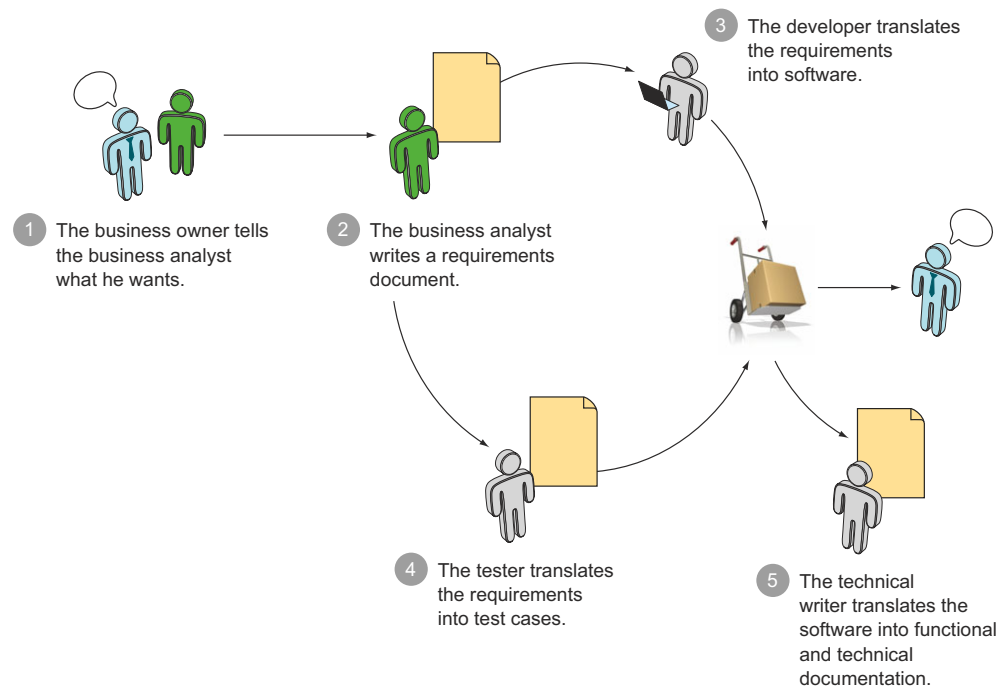 1
The business owner tells
the business analyst
what he wants.
2
The business analyst
writes a requirements
document.
3
The developer translates
the requirements
into software.
4
The tester translates
the requirements
into test cases.
5
The technical
writer translates the
software into functional
and technical
documentation.